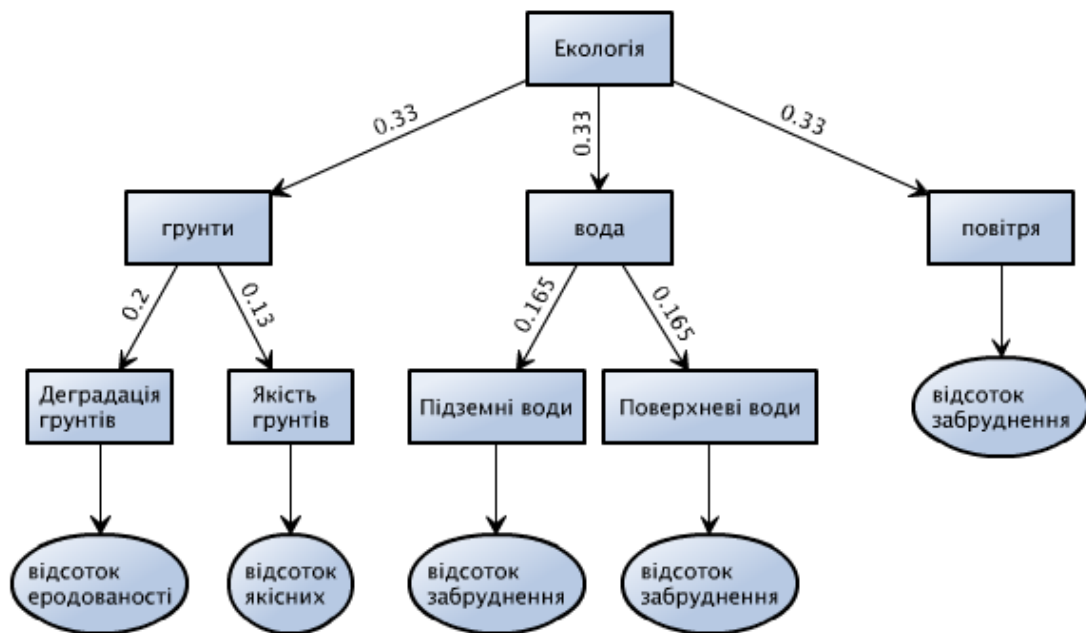 Екологія
0.33
0.33
0.33
грунти
вода
повітря
0.2
0.13
0.165
0.165
Деградація
грунтів
Якість
грунтів
Підземні води
Поверхневі води
відсоток
забруднення
відсоток
еродованості
відсоток
якісних
відсоток
забруднення
відсоток
забруднення